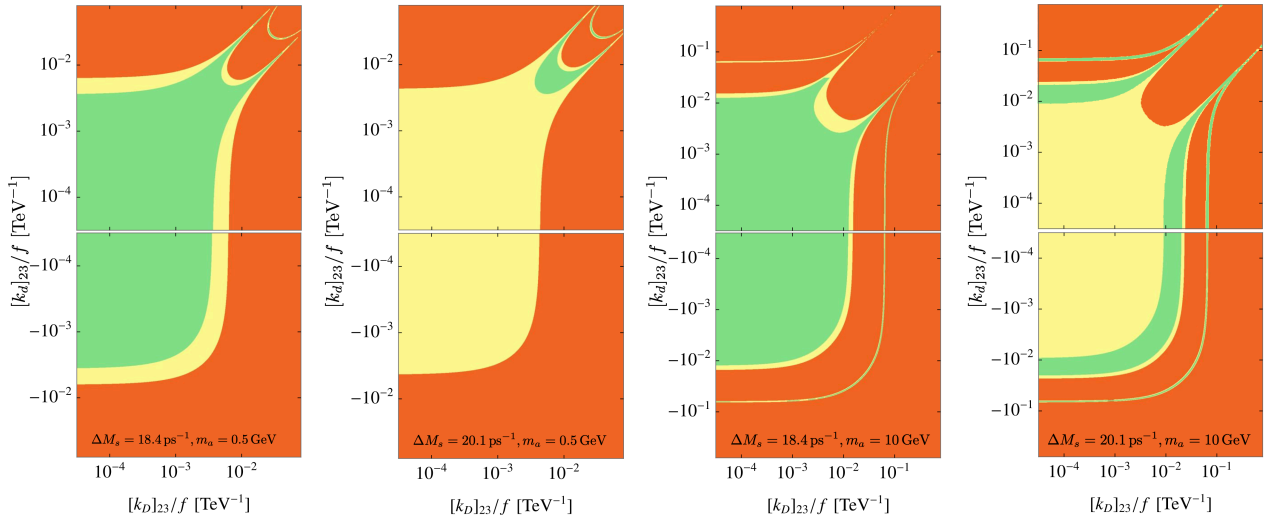 [k_d]_{23}/f [TeV^{-1}]
10^{-2}
10^{-3}
10^{-4}
-10^{-4}
-10^{-3}
-10^{-2}
ΔM_s = 18.4 ps^{-1}, m_a = 0.5 GeV
10^{-4} 10^{-3} 10^{-2}
[k_D]_{23}/f [TeV^{-1}]
[k_d]_{23}/f [TeV^{-1}]
10^{-2}
10^{-3}
10^{-4}
-10^{-4}
-10^{-3}
-10^{-2}
ΔM_s = 20.1 ps^{-1}, m_a = 0.5 GeV
10^{-4} 10^{-3} 10^{-2}
[k_D]_{23}/f [TeV^{-1}]
[k_d]_{23}/f [TeV^{-1}]
10^{-1}
10^{-2}
10^{-3}
10^{-4}
-10^{-4}
-10^{-3}
-10^{-2}
-10^{-1}
ΔM_s = 18.4 ps^{-1}, m_a = 10 GeV
10^{-4} 10^{-3} 10^{-2} 10^{-1}
[k_D]_{23}/f [TeV^{-1}]
[k_d]_{23}/f [TeV^{-1}]
10^{-1}
10^{-2}
10^{-3}
10^{-4}
-10^{-4}
-10^{-3}
-10^{-2}
-10^{-1}
ΔM_s = 20.1 ps^{-1}, m_a = 10 GeV
10^{-4} 10^{-3} 10^{-2} 10^{-1}
[k_D]_{23}/f [TeV^{-1}]